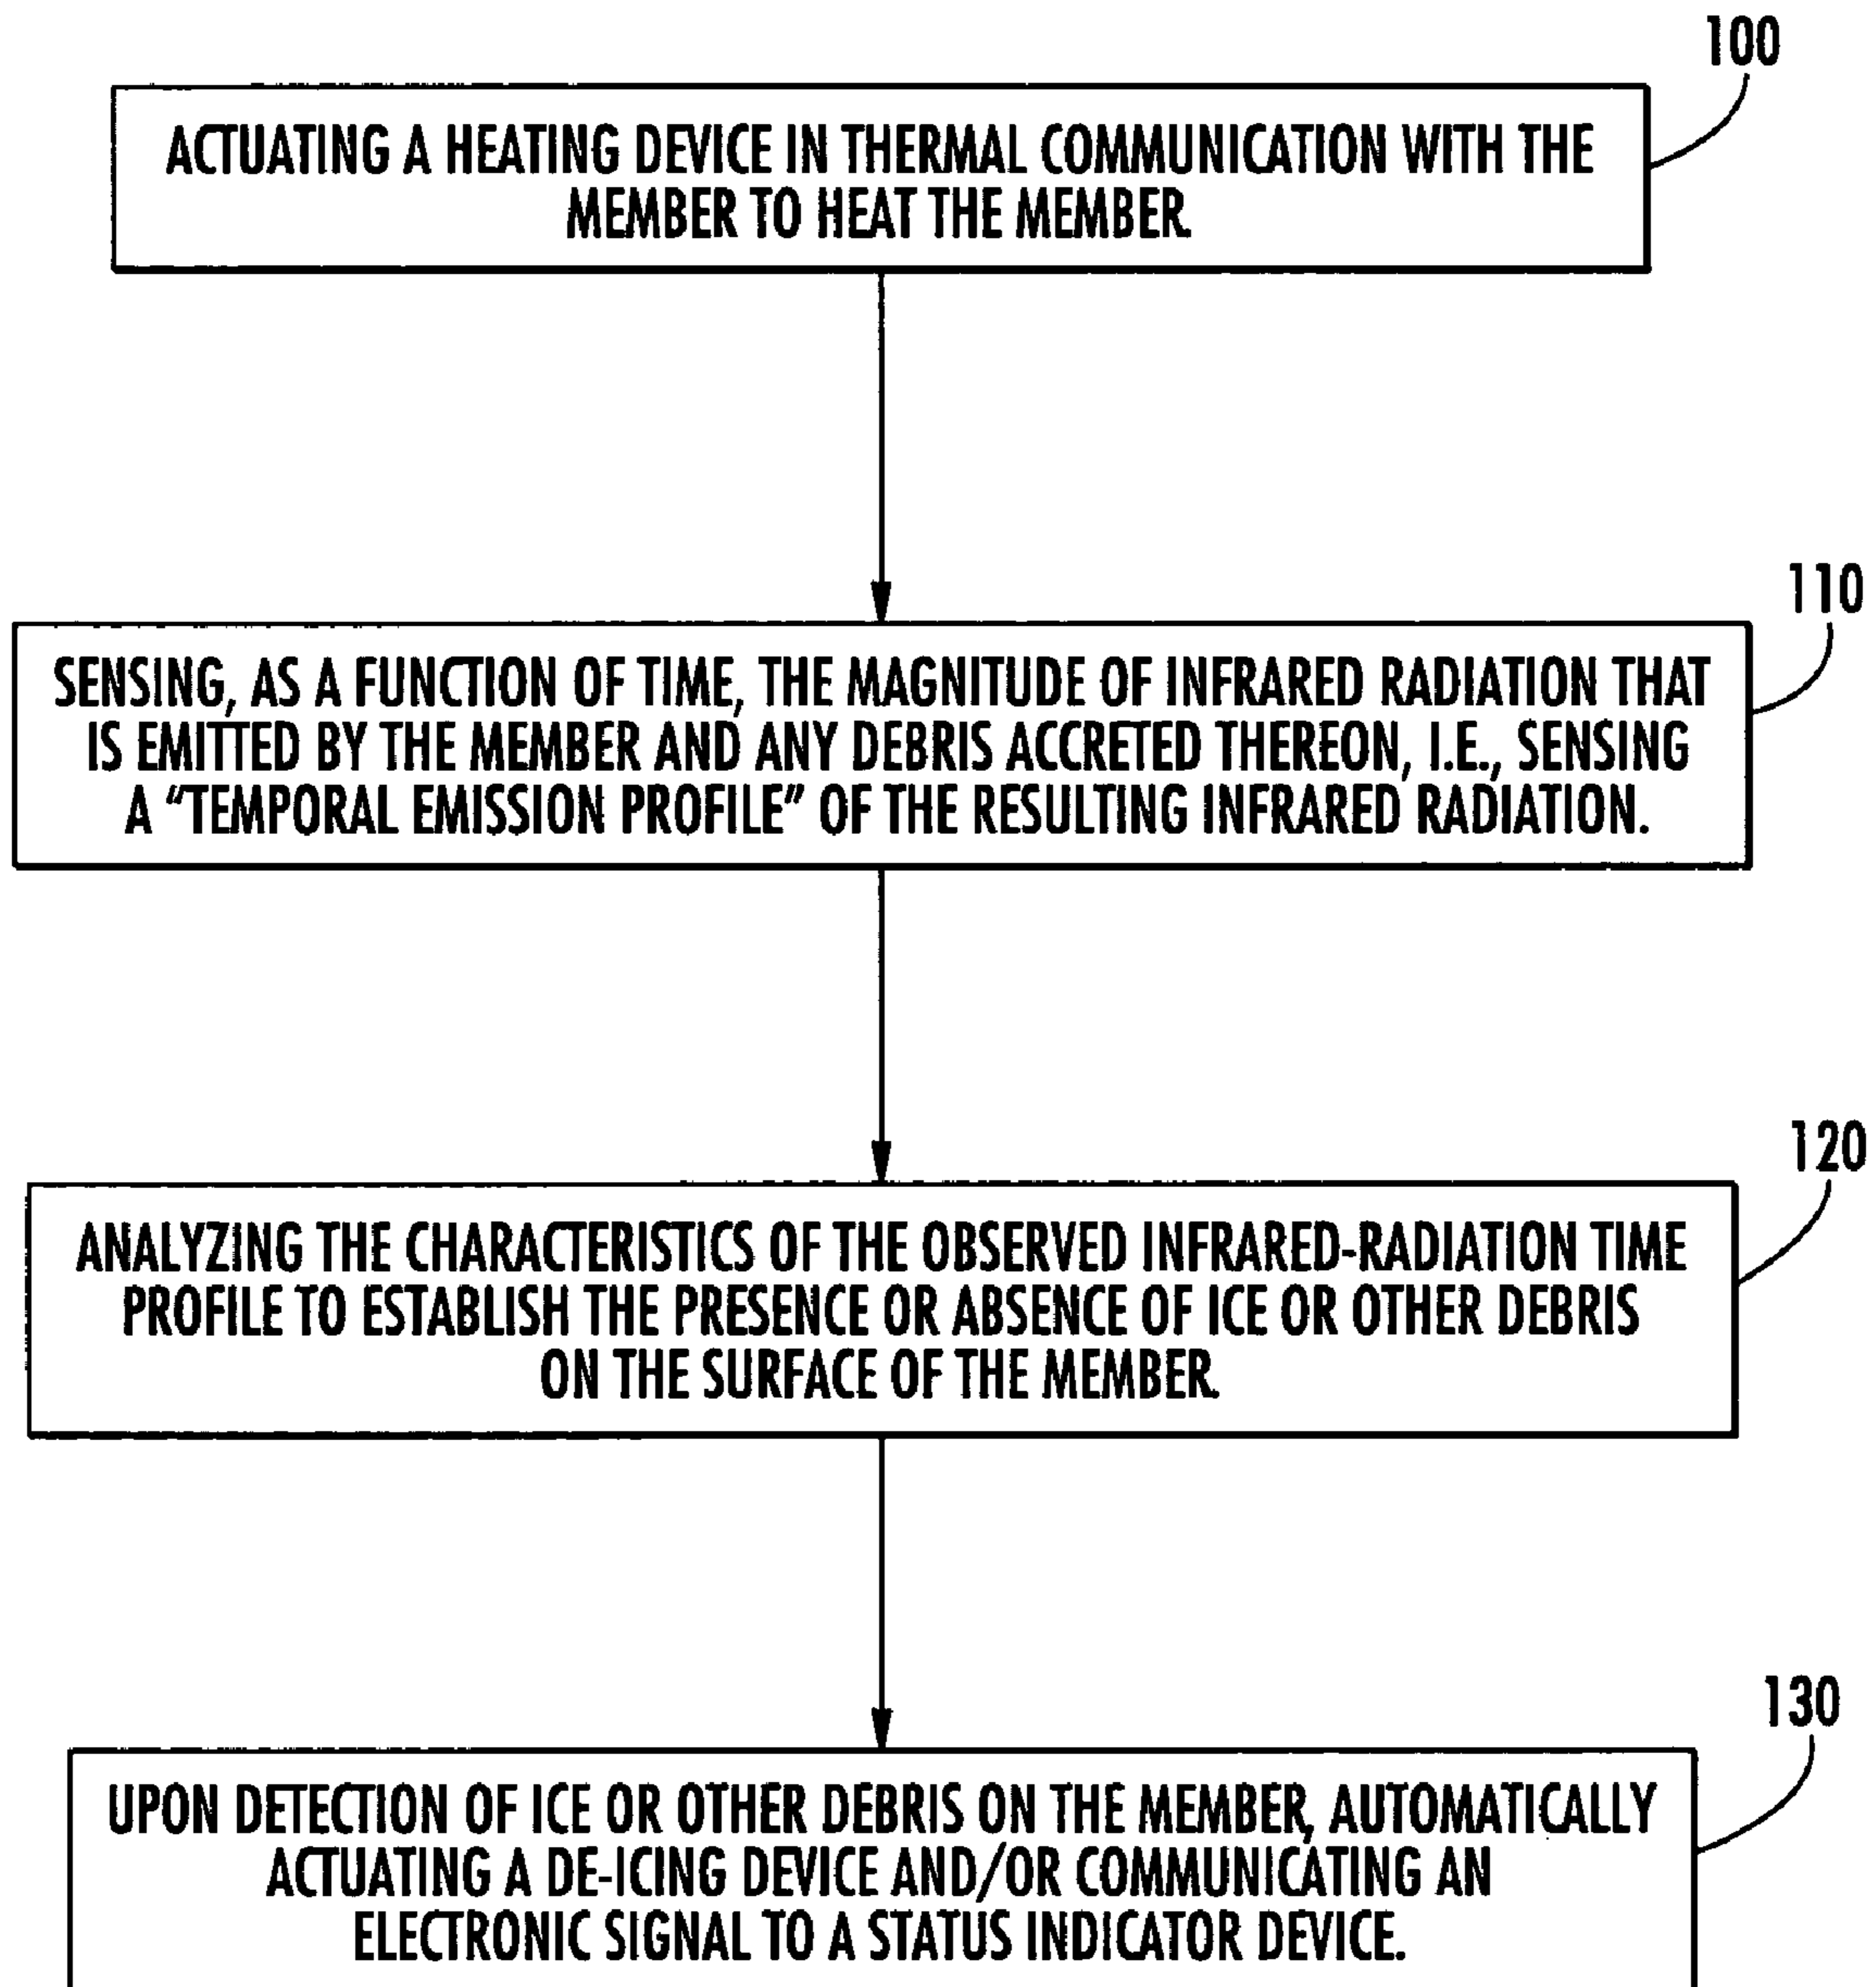 100
ACTUATING A HEATING DEVICE IN THERMAL COMMUNICATION WITH THE
MEMBER TO HEAT THE MEMBER.
110
SENSING, AS A FUNCTION OF TIME, THE MAGNITUDE OF INFRARED RADIATION THAT
IS EMITTED BY THE MEMBER AND ANY DEBRIS ACCRETED THEREON, I.E., SENSING
A “TEMPORAL EMISSION PROFILE” OF THE RESULTING INFRARED RADIATION.
120
ANALYZING THE CHARACTERISTICS OF THE OBSERVED INFRARED-RADIATION TIME
PROFILE TO ESTABLISH THE PRESENCE OR ABSENCE OF ICE OR OTHER DEBRIS
ON THE SURFACE OF THE MEMBER.
130
UPON DETECTION OF ICE OR OTHER DEBRIS ON THE MEMBER, AUTOMATICALLY
ACTUATING A DE-ICING DEVICE AND/OR COMMUNICATING AN
ELECTRONIC SIGNAL TO A STATUS INDICATOR DEVICE.